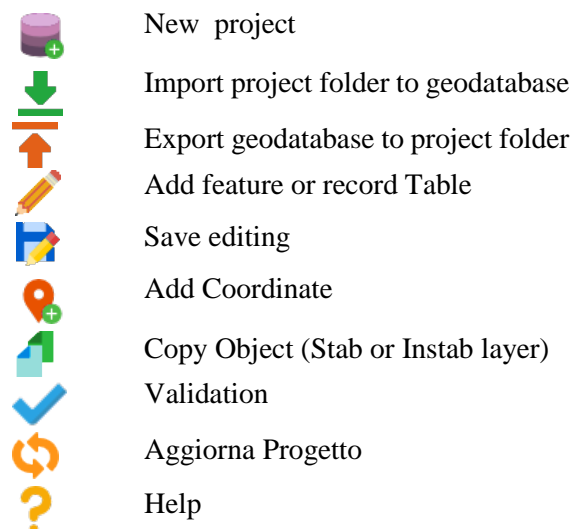 New project
Import project folder to geodatabase
Export geodatabase to project folder
Add feature or record Table
Save editing
Add Coordinate
Copy Object (Stab or Instab layer)
Validation
Aggiorna Progetto
Help